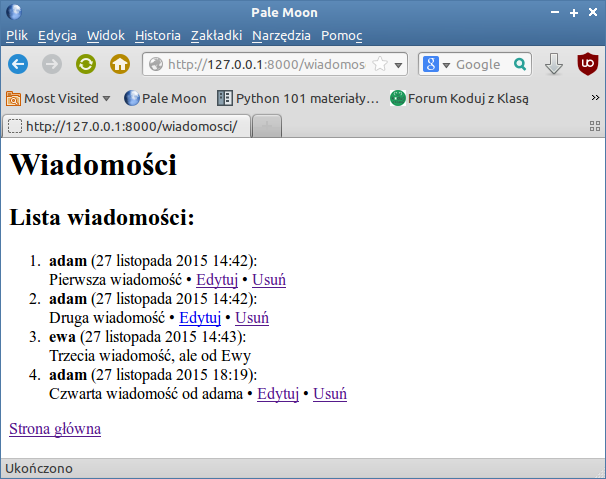 Pale Moon
Plik Edycja Widok Historia Zakładki Narzędzia Pomoc
http://127.0.0.1:8000/wiadomos Google
Most Visited Pale Moon Python 101 materiały... Forum Koduj z Klasą
http://127.0.0.1:8000/wiadomosci/
Wiadomości
Lista wiadomości:
1. adam (27 listopada 2015 14:42):
Pierwsza wiadomość • Edytuj • Usuń
2. adam (27 listopada 2015 14:42):
Druga wiadomość • Edytuj • Usuń
3. ewa (27 listopada 2015 14:43):
Trzecia wiadomość, ale od Ewy
4. adam (27 listopada 2015 18:19):
Czwarta wiadomość od adama • Edytuj • Usuń
Strona główna
Ukończono